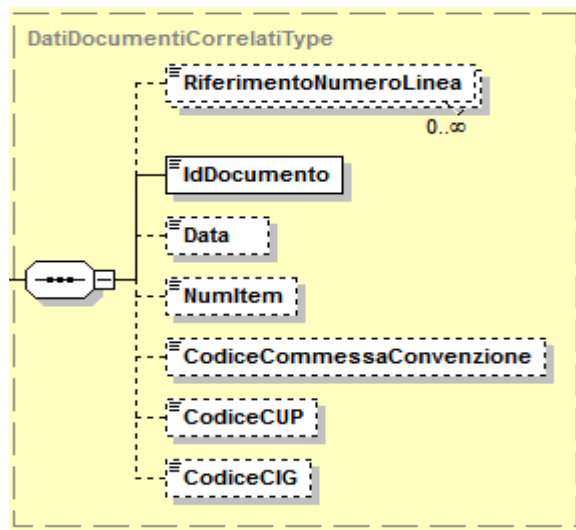 DatiDocumentiCorrelatiType
RiferimentoNumeroLinea
0..∞
IdDocumento
Data
NumItem
CodiceCommessaConvenzione
CodiceCUP
CodiceCIG